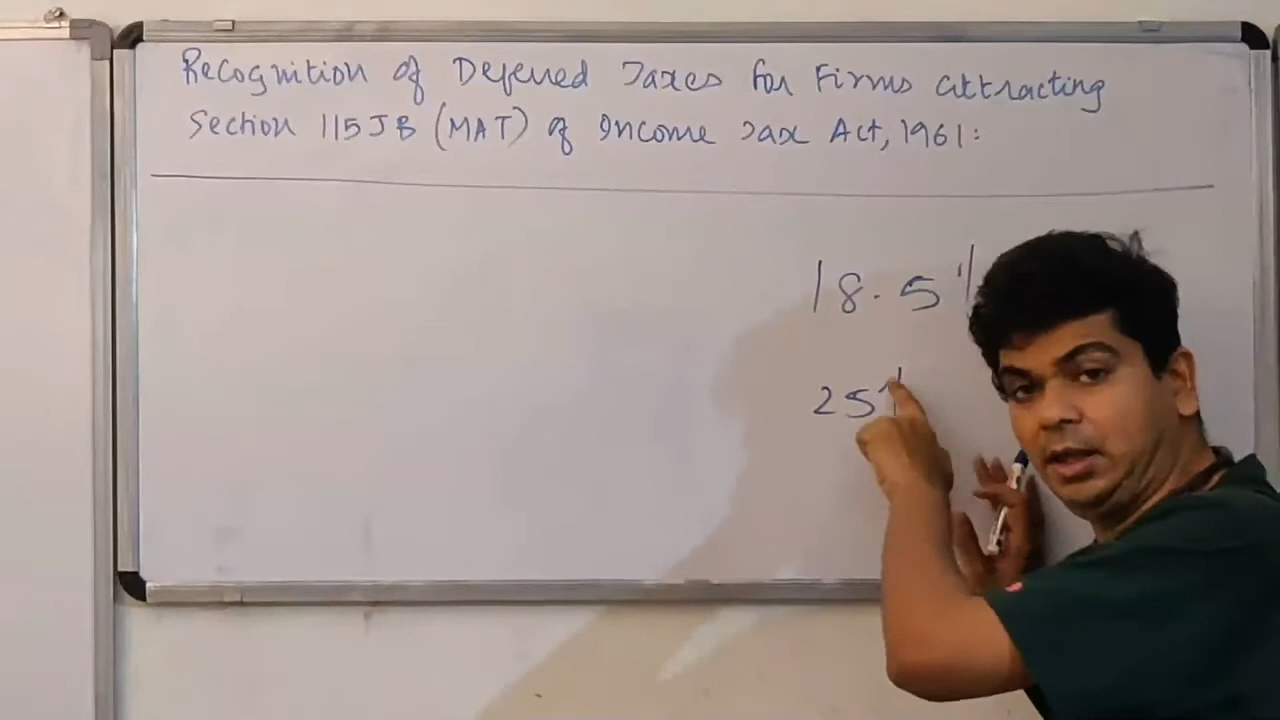 Recognition of Deferred Taxes for Firms attracting
Section 115JB (MAT) of Income Tax Act, 1961:
18.5%
25%